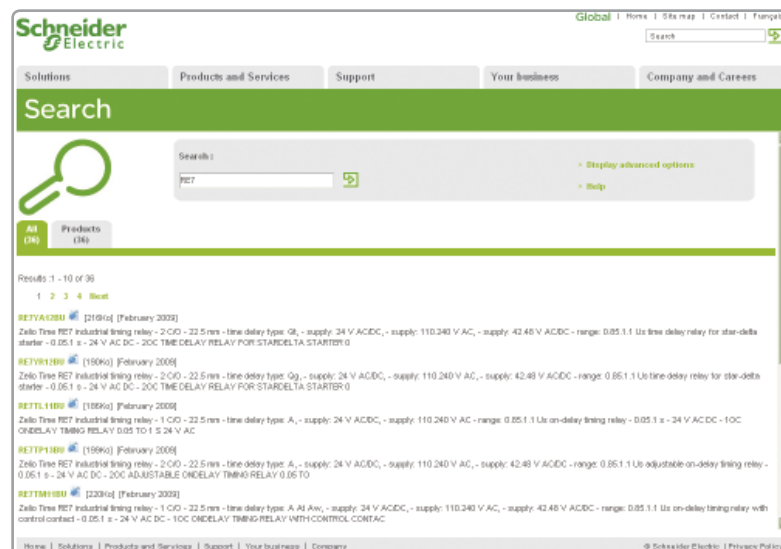 Global | Home | Site map | Contact | Français
Schneider
Electric
Search
Solutions
Products and Services
Support
Your business
Company and Careers
Search
Search :
RE7
> Display advanced options
> Help
All
(36)
Products
(36)
Results :1 - 10 of 36
1 2 3 4 Next
RE7YA12BU [216Ko] [February 2009]
Zelio Time RE7 industrial timing relay - 2 C/O - 22.5 mm - time delay type: Qt, - supply: 24 V AC/DC, - supply: 110.240 V AC, - supply: 42.48 V AC/DC - range: 0.85.1.1 Us time delay relay for star-delta
starter - 0.05.1 s - 24 V AC DC - 2OC TIME DELAY RELAY FOR STARDELTA STARTER 0
RE7YR12BU [190Ko] [February 2009]
Zelio Time RE7 industrial timing relay - 2 C/O - 22.5 mm - time delay type: Qg, - supply: 24 V AC/DC, - supply: 110.240 V AC, - supply: 42.48 V AC/DC - range: 0.85.1.1 Us time delay relay for star-delta
starter - 0.05.1 s - 24 V AC DC - 2OC TIME DELAY RELAY FOR STARDELTA STARTER 0
RE7TL11BU [186Ko] [February 2009]
Zelio Time RE7 industrial timing relay - 1 C/O - 22.5 mm - time delay type: A, - supply: 24 V AC/DC, - supply: 110.240 V AC - range: 0.85.1.1 Us on-delay timing relay - 0.05.1 s - 24 V AC DC - 1OC
ONDELAY TIMING RELAY 0.05 TO 1 S 24 V AC
RE7TP13BU [199Ko] [February 2009]
Zelio Time RE7 industrial timing relay - 2 C/O - 22.5 mm - time delay type: A, - supply: 24 V AC/DC, - supply: 110.240 V AC, - supply: 42.48 V AC/DC - range: 0.85.1.1 Us adjustable on-delay timing relay -
0.05.1 s - 24 V AC DC - 2OC ADJUSTABLE ONDELAY TIMING RELAY 0.05 TO
RE7TM11BU [220Ko] [February 2009]
Zelio Time RE7 industrial timing relay - 1 C/O - 22.5 mm - time delay type: A At Aw, - supply: 24 V AC/DC, - supply: 110.240 V AC, - supply: 42.48 V AC/DC - range: 0.85.1.1 Us on-delay timing relay with
control contact - 0.05.1 s - 24 V AC DC - 1OC ONDELAY TIMING RELAY WITH CONTROL CONTAC
Home | Solutions | Products and Services | Support | Your business | Company
© Schneider Electric | Privacy Policy